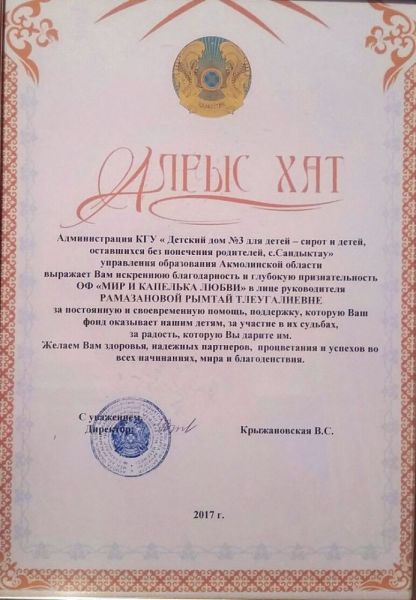 АЛҒЫС ХАТ
Администрация КГУ « Детский дом №3 для детей – сирот и детей,
оставшихся без попечения родителей, с.Сандыктау»
управления образования Акмолинской области
выражает Вам искреннюю благодарность и глубокую признательность
ОФ «МИР И КАПЕЛЬКА ЛЮБВИ» в лице руководителя
РАМАЗАНОВОЙ РЫМТАЙ ТЛЕУГАЛИЕВНЕ
за постоянную и своевременную помощь, поддержку, которую Ваш
фонд оказывает нашим детям, за участие в их судьбах,
за радость, которую Вы дарите им.
Желаем Вам здоровья, надежных партнеров, процветания и успехов во
всех начинаниях, мира и благоденствия.
С уважением,
Директор: Крыжановская В.С.
2017 г.